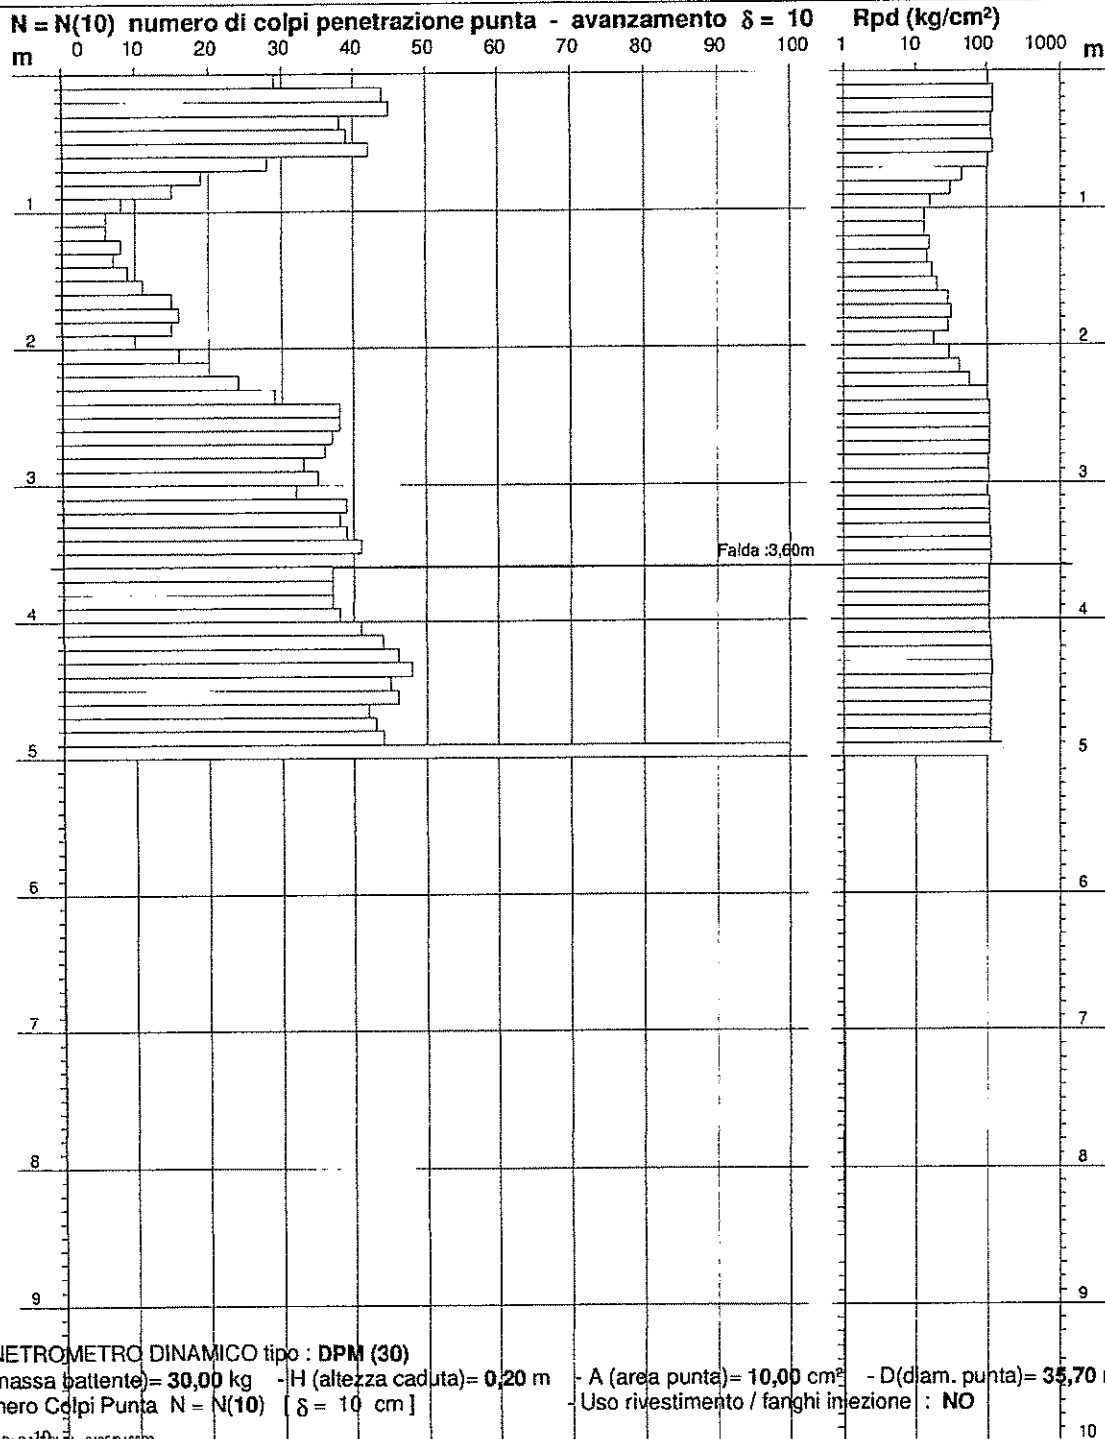 N = N(10) numero di colpi penetrazione punta - avanzamento δ = 10 Rpd (kg/cm²)
m 0 10 20 30 40 50 60 70 80 90 100 1 10 100 1000 m
1 1
2 2
3 3
Falda :3,60m
4 4
5 5
6 6
7 7
8 8
9 9
NETROMETRO DINAMICO tipo : DPM (30)
massa battente)= 30,00 kg - H (altezza caduta)= 0,20 m - A (area punta)= 10,00 cm² - D(diam. punta)= 35,70
mero Colpi Punta N = N(10) [ δ = 10 cm ] - Uso rivestimento / fanghi iniezione : NO
10 10